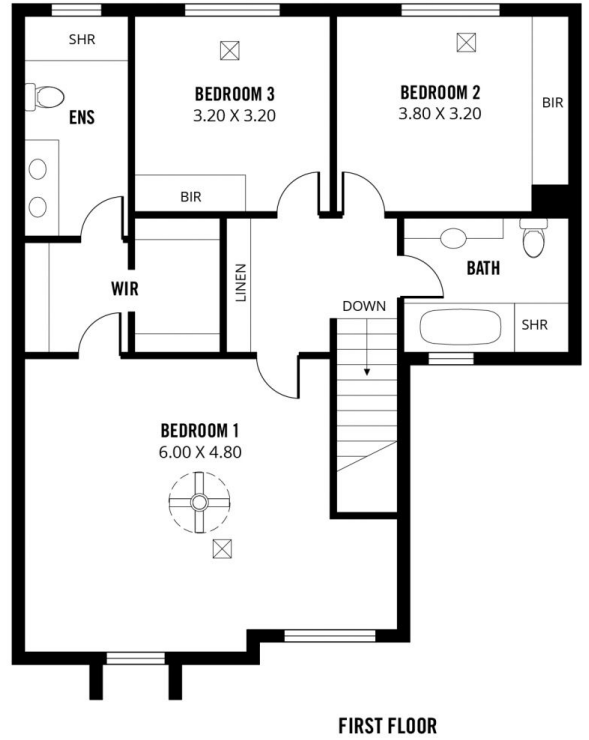 SHR
ENS
BEDROOM 3
3.20 X 3.20
BIR
BEDROOM 2
3.80 X 3.20
BIR
WIR
LINEN
DOWN
BATH
SHR
BEDROOM 1
6.00 X 4.80
FIRST FLOOR